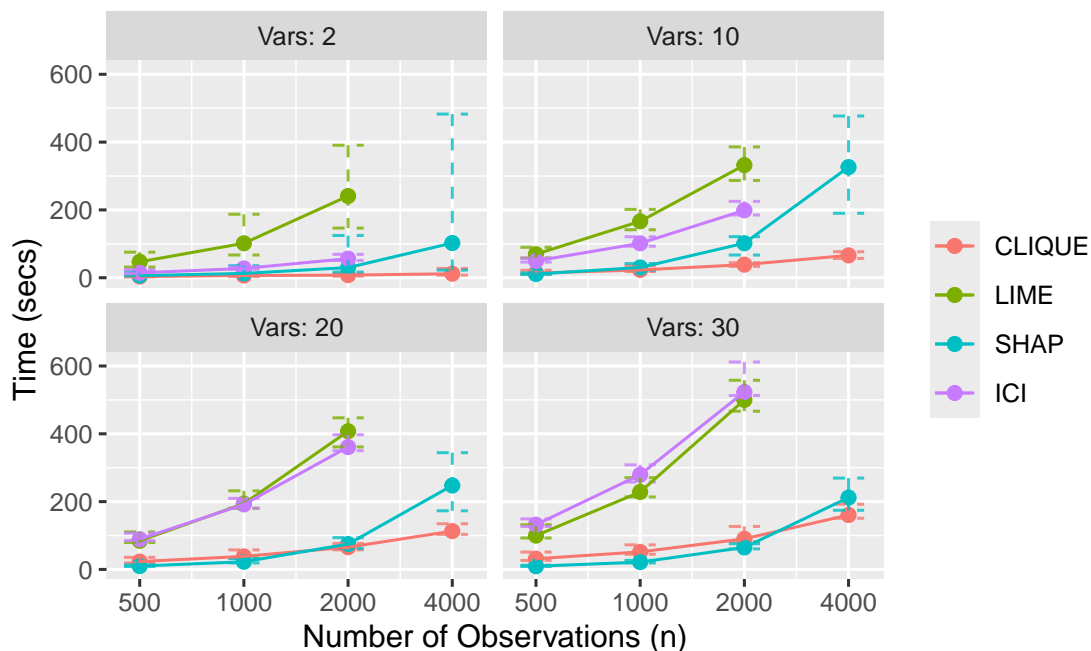 Vars: 2
Vars: 10
600
400
200
0
Vars: 20
Vars: 30
600
400
200
0
500 1000 2000 4000
500 1000 2000 4000
Time (secs)
Number of Observations (n)
CLIQUE
LIME
SHAP
ICI